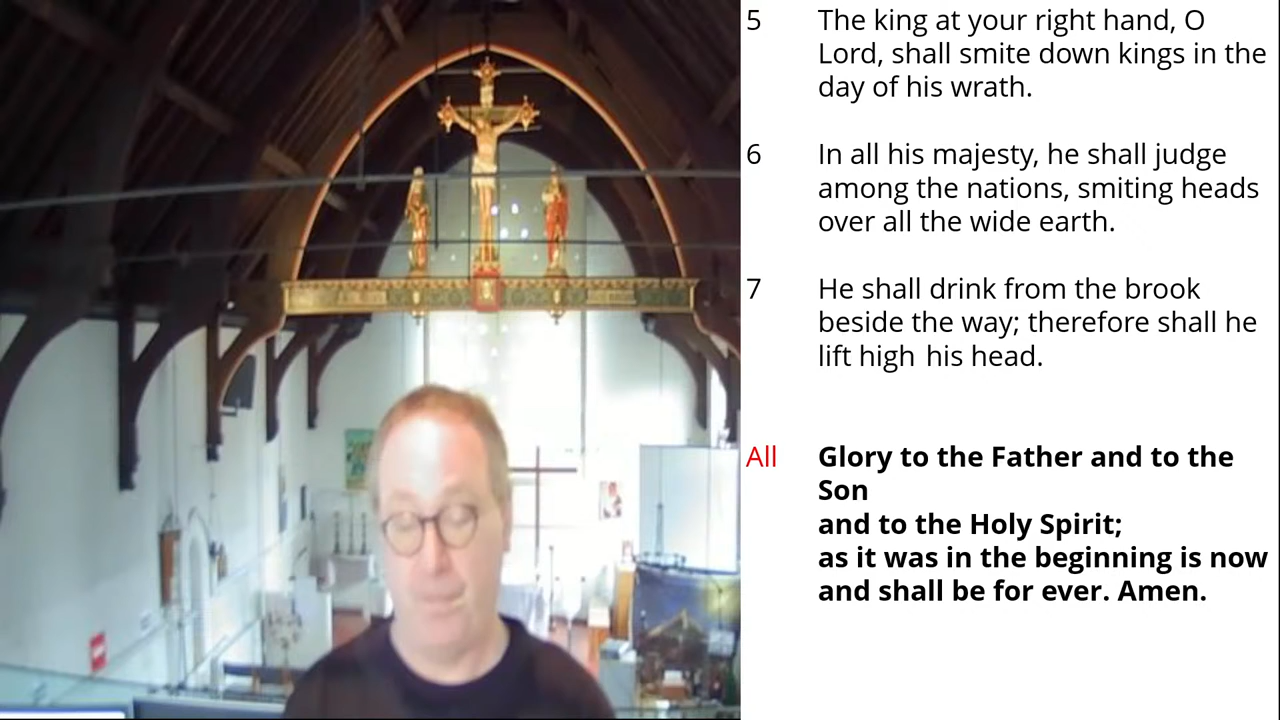 5 The king at your right hand, O
Lord, shall smite down kings in the
day of his wrath.
6 In all his majesty, he shall judge
among the nations, smiting heads
over all the wide earth.
7 He shall drink from the brook
beside the way; therefore shall he
lift high his head.
All Glory to the Father and to the
Son
and to the Holy Spirit;
as it was in the beginning is now
and shall be for ever. Amen.